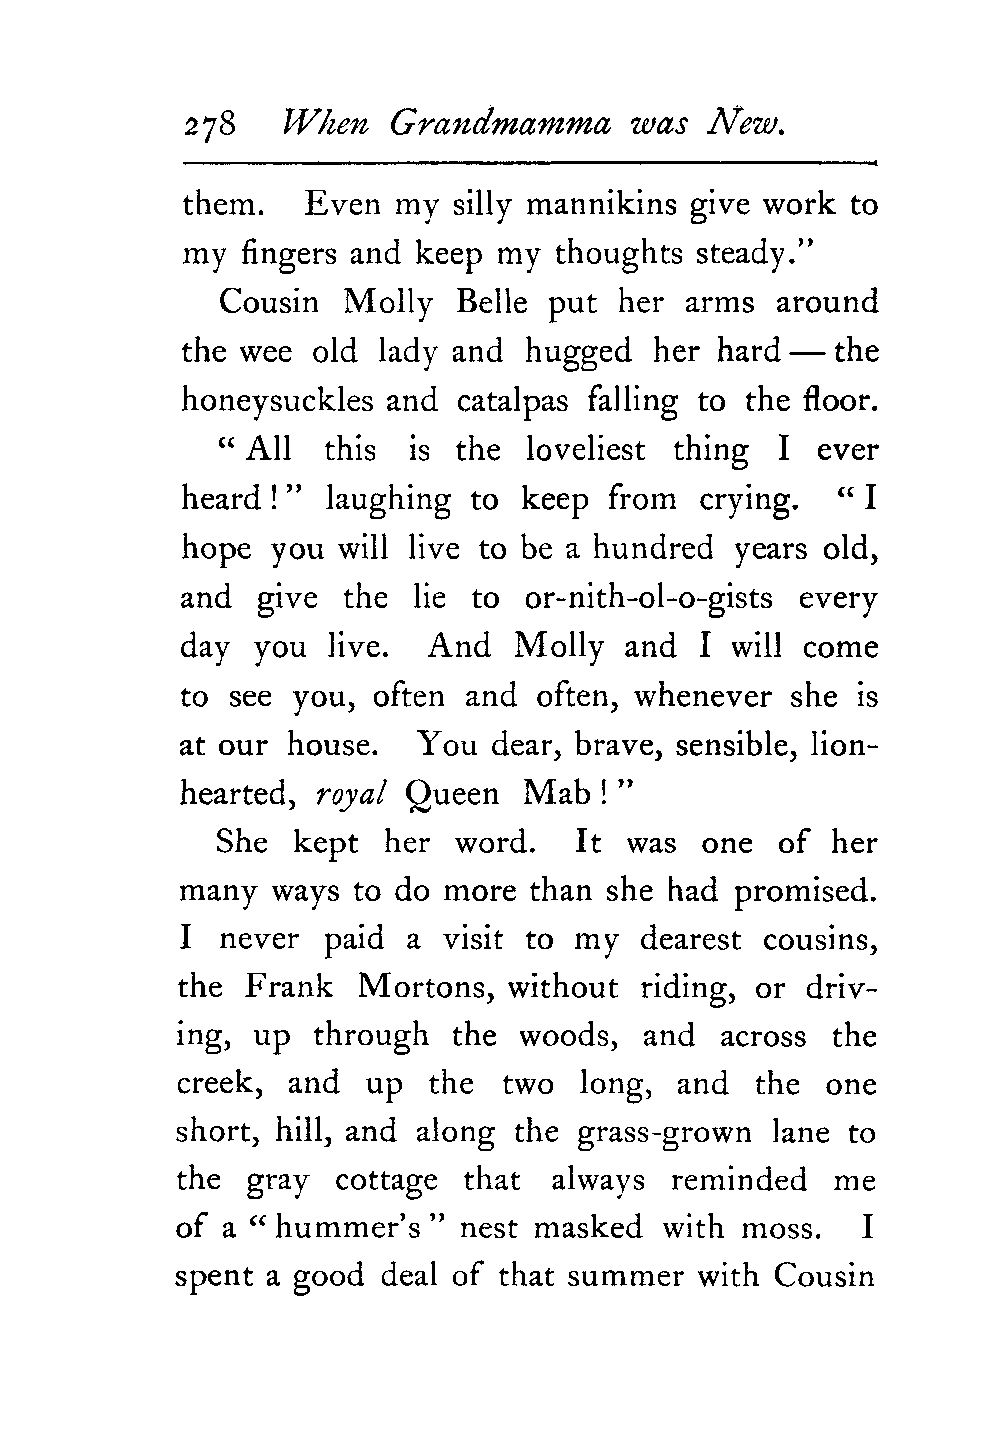 278 When Grandmamma was New.
them. Even my silly mannikins give work to
my fingers and keep my thoughts steady.”
Cousin Molly Belle put her arms around
the wee old lady and hugged her hard — the
honeysuckles and catalpas falling to the floor.
“ All this is the loveliest thing I ever
heard ! ” laughing to keep from crying. “ I
hope you will live to be a hundred years old,
and give the lie to or-nith-ol-o-gists every
day you live. And Molly and I will come
to see you, often and often, whenever she is
at our house. You dear, brave, sensible, lion-
hearted, royal Queen Mab ! ”
She kept her word. It was one of her
many ways to do more than she had promised.
I never paid a visit to my dearest cousins,
the Frank Mortons, without riding, or driv-
ing, up through the woods, and across the
creek, and up the two long, and the one
short, hill, and along the grass-grown lane to
the gray cottage that always reminded me
of a “ hummer’s ” nest masked with moss. I
spent a good deal of that summer with Cousin